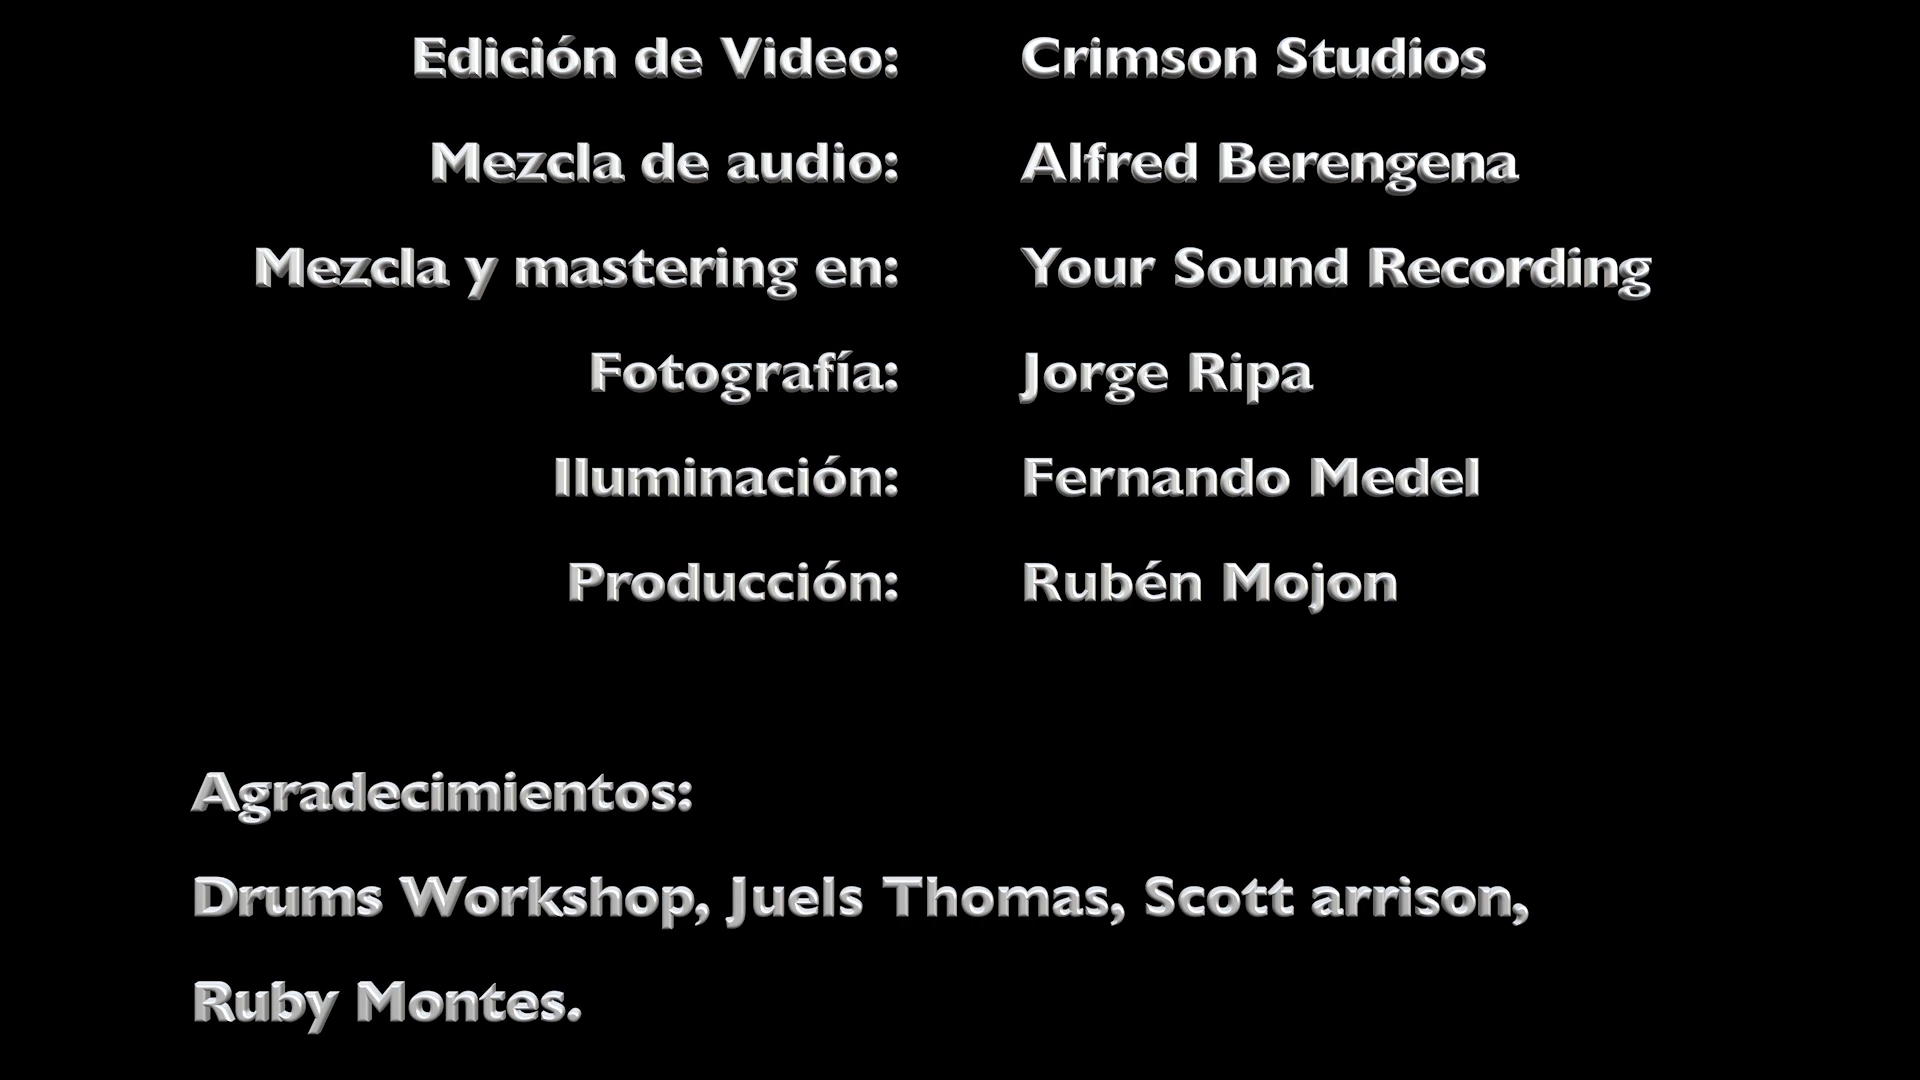 Edición de Video: Crimson Studios
Mezcla de audio: Alfred Berengena
Mezcla y mastering en: Your Sound Recording
Fotografía: Jorge Ripa
Iluminación: Fernando Medel
Producción: Rubén Mojon
Agradecimientos:
Drums Workshop, Juels Thomas, Scott arrison,
Ruby Montes.